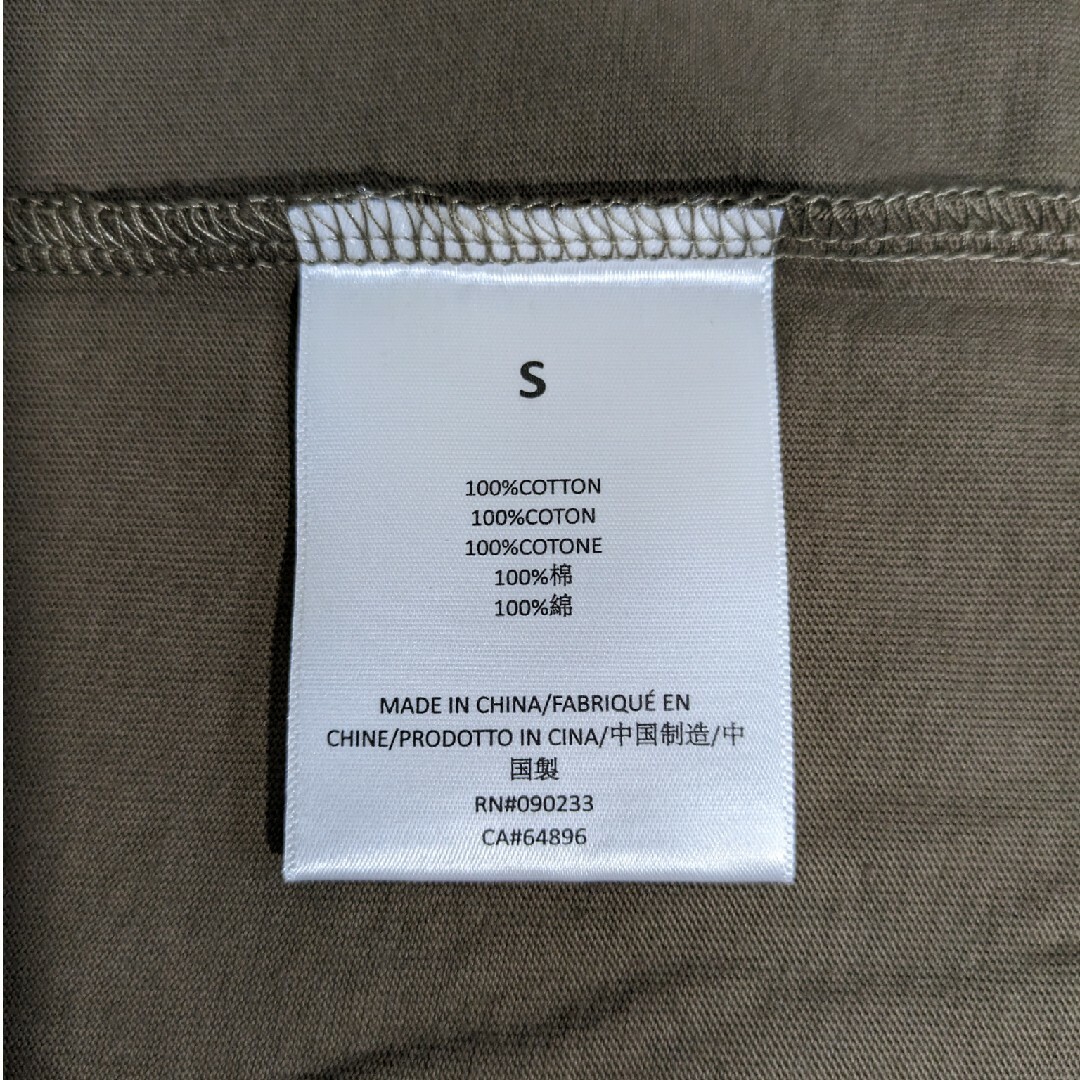 S
100%COTTON
100%COTON
100%COTONE
100%棉
100%綿
MADE IN CHINA/FABRIQUÉ EN
CHINE/PRODOTTO IN CINA/中国制造/中
国製
RN#090233
CA#64896